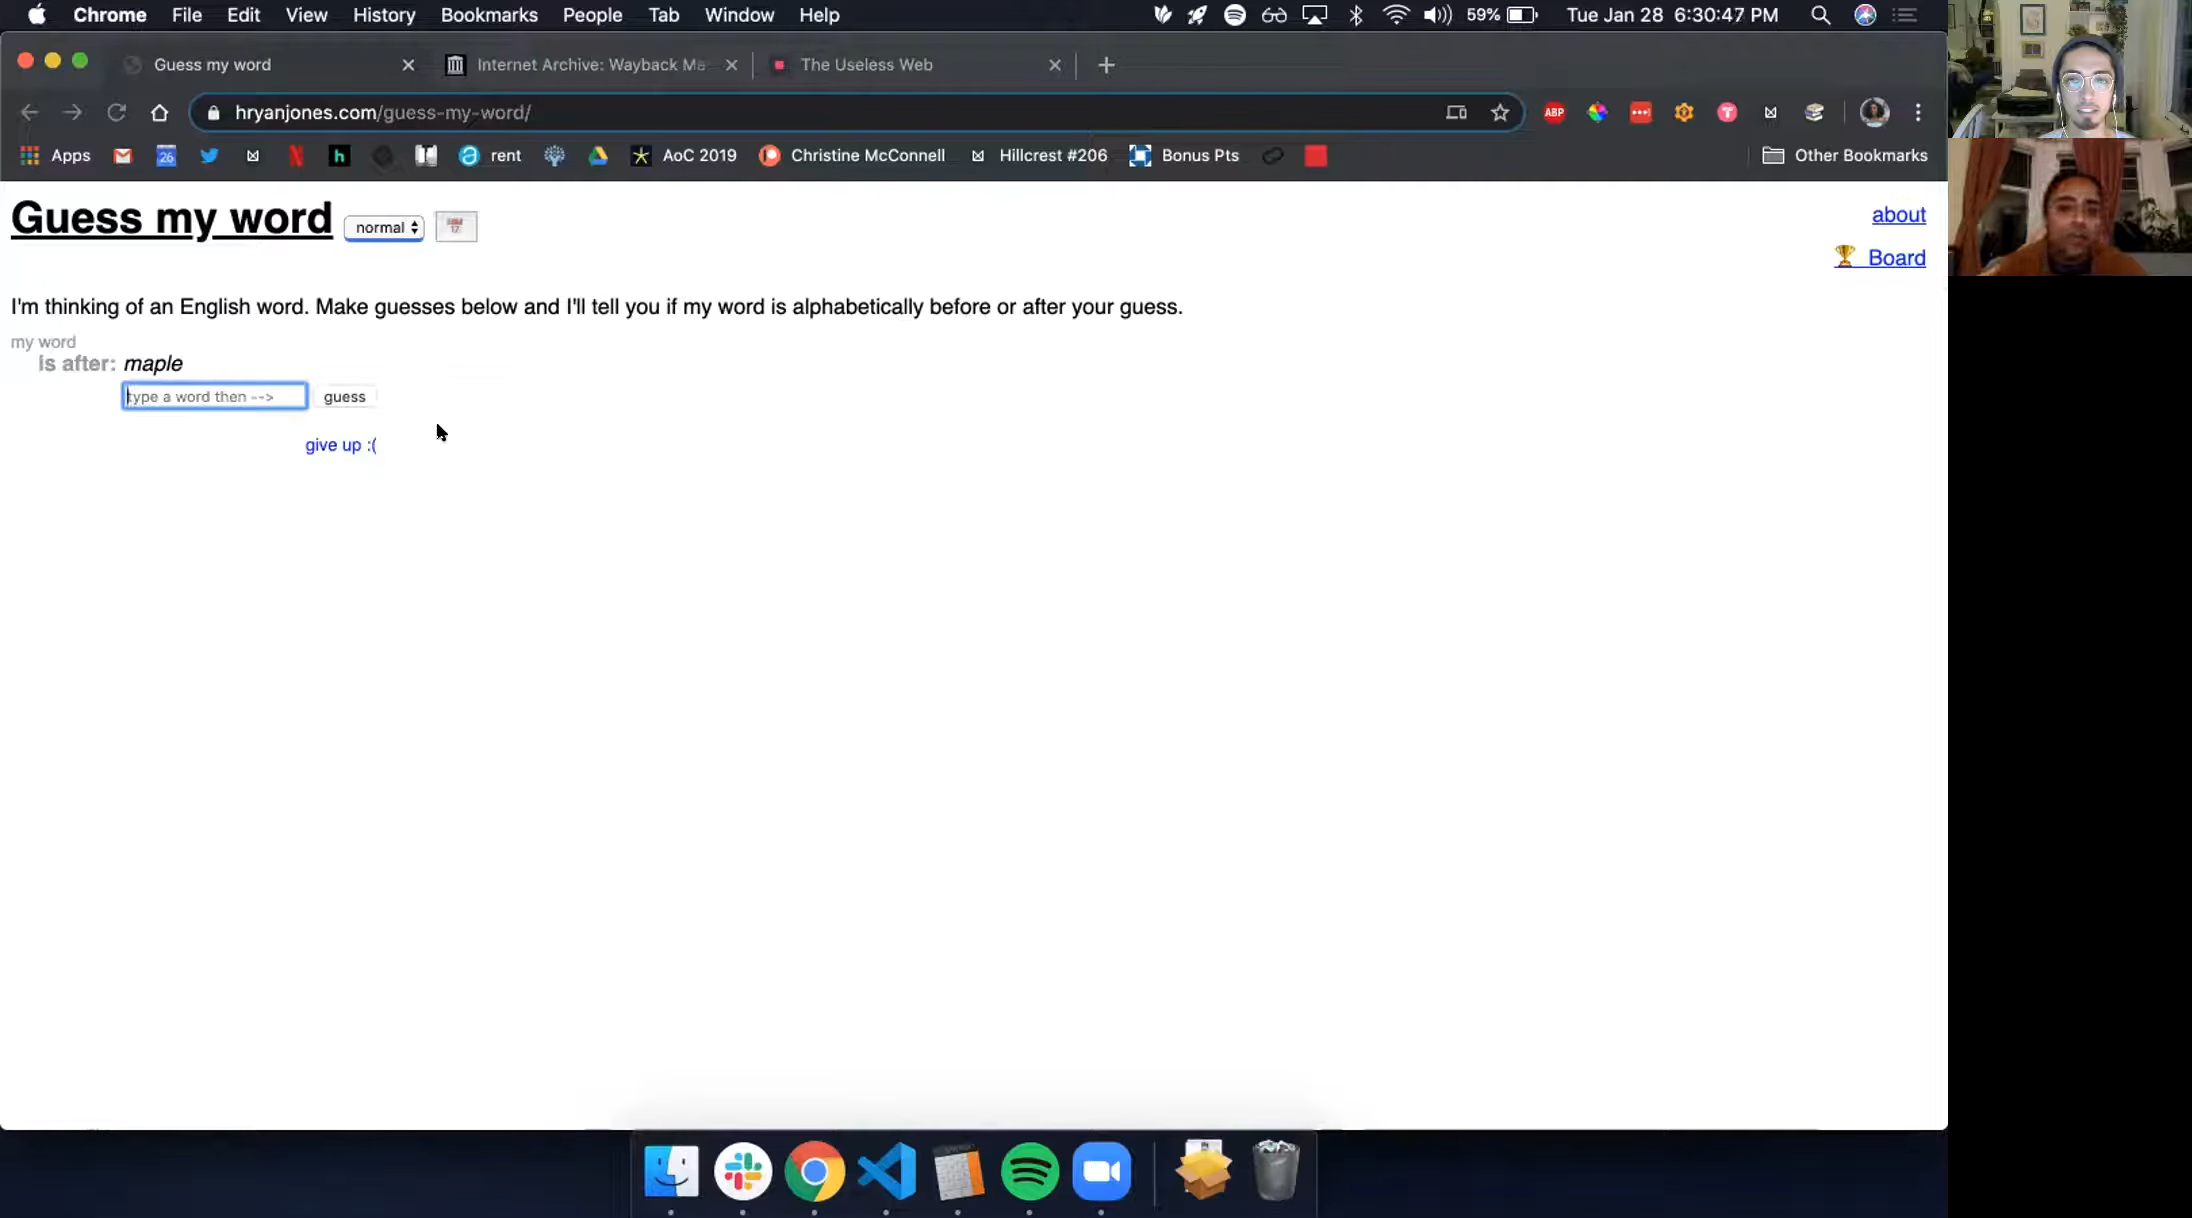 Chrome File Edit View History Bookmarks People Tab Window Help 59% Tue Jan 28 6:30:47 PM
Guess my word Internet Archive: Wayback Ma The Useless Web
hryanjones.com/guess-my-word/ ABP
Apps 26 N h rent AoC 2019 Christine McConnell Hillcrest #206 Bonus Pts Other Bookmarks
Guess my word normal about
🏆 Board
I'm thinking of an English word. Make guesses below and I'll tell you if my word is alphabetically before or after your guess.
my word
is after: maple
type a word then --> guess
give up :(